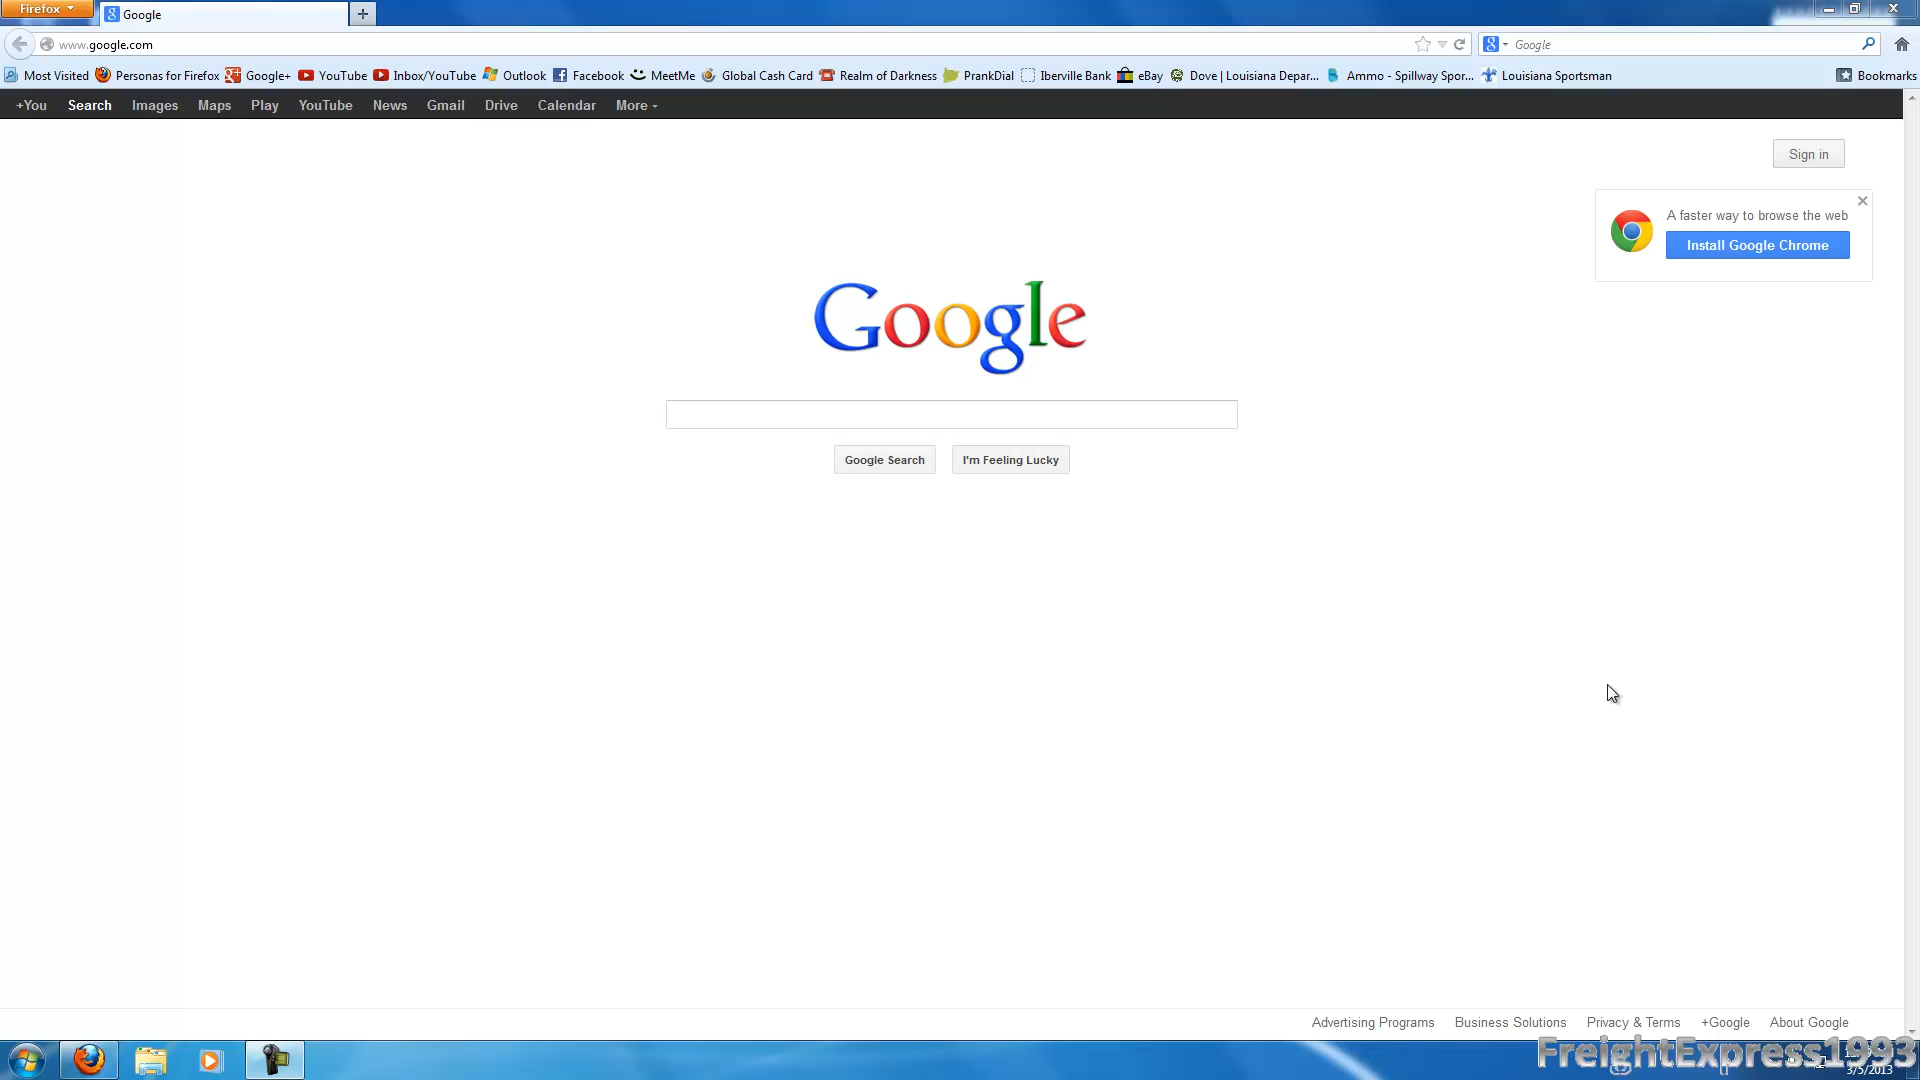 Firefox
Google
www.google.com
Google
Most Visited Personas for Firefox Google+ YouTube Inbox/YouTube Outlook Facebook MeetMe Global Cash Card Realm of Darkness PrankDial Iberville Bank eBay Dove | Louisiana Depar... Ammo - Spillway Spor... Louisiana Sportsman Bookmarks
+You Search Images Maps Play YouTube News Gmail Drive Calendar More
Sign in
A faster way to browse the web
Install Google Chrome
Google
Google Search I'm Feeling Lucky
Advertising Programs Business Solutions Privacy & Terms +Google About Google
FreightExpress1993
3/5/2013